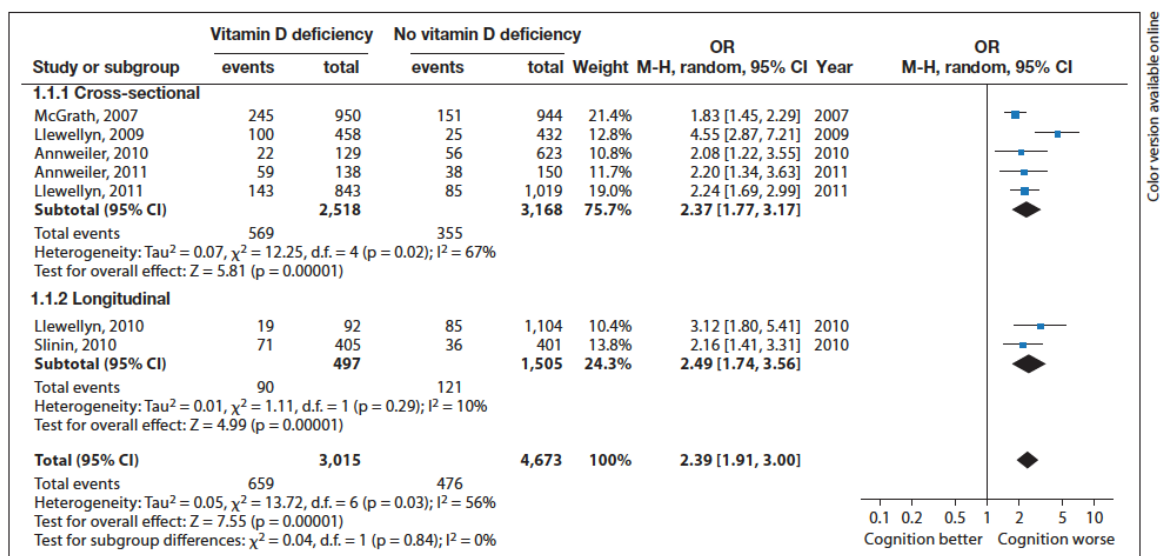 Vitamin D deficiency No vitamin D deficiency OR OR
Study or subgroup events total events total Weight M-H, random, 95% CI Year M-H, random, 95% CI
1.1.1 Cross-sectional
McGrath, 2007 245 950 151 944 21.4% 1.83 [1.45, 2.29] 2007
Llewellyn, 2009 100 458 25 432 12.8% 4.55 [2.87, 7.21] 2009
Annweiler, 2010 22 129 56 623 10.8% 2.08 [1.22, 3.55] 2010
Annweiler, 2011 59 138 38 150 11.7% 2.20 [1.34, 3.63] 2011
Llewellyn, 2011 143 843 85 1,019 19.0% 2.24 [1.69, 2.99] 2011
Subtotal (95% CI) 2,518 3,168 75.7% 2.37 [1.77, 3.17]
Total events 569 355
Heterogeneity: Tau² = 0.07, χ² = 12.25, d.f. = 4 (p = 0.02); I² = 67%
Test for overall effect: Z = 5.81 (p = 0.00001)
1.1.2 Longitudinal
Llewellyn, 2010 19 92 85 1,104 10.4% 3.12 [1.80, 5.41] 2010
Slinin, 2010 71 405 36 401 13.8% 2.16 [1.41, 3.31] 2010
Subtotal (95% CI) 497 1,505 24.3% 2.49 [1.74, 3.56]
Total events 90 121
Heterogeneity: Tau² = 0.01, χ² = 1.11, d.f. = 1 (p = 0.29); I² = 10%
Test for overall effect: Z = 4.99 (p = 0.00001)
Total (95% CI) 3,015 4,673 100% 2.39 [1.91, 3.00]
Total events 659 476
Heterogeneity: Tau² = 0.05, χ² = 13.72, d.f. = 6 (p = 0.03); I² = 56%
Test for overall effect: Z = 7.55 (p = 0.00001)
Test for subgroup differences: χ² = 0.04, d.f. = 1 (p = 0.84); I² = 0%
0.1 0.2 0.5 1 2 5 10
Cognition better Cognition worse
Color version available online